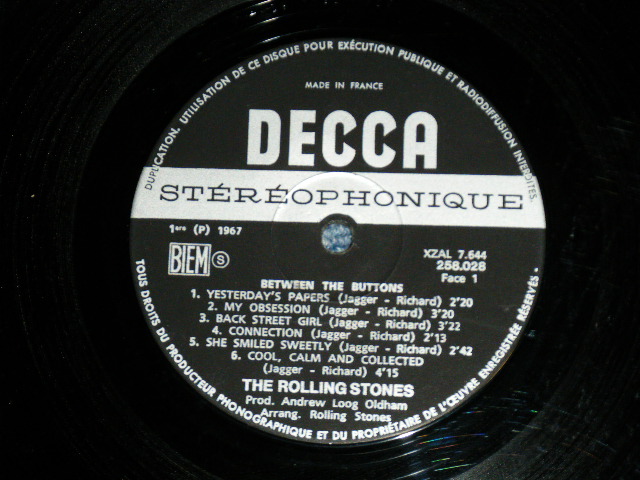 DUPLICATION, UTILISATION DE CE DISQUE POUR EXÉCUTION PUBLIQUE ET RADIODIFFUSION INTERDITES.
MADE IN FRANCE
DECCA
STÉRÉOPHONIQUE
1ere (P) 1967
BIEM S
XZAL 7.644
258.028
Face 1
BETWEEN THE BUTTONS
1. YESTERDAY'S PAPERS (Jagger - Richard) 2'20
2. MY OBSESSION (Jagger - Richard) 3'20
3. BACK STREET GIRL (Jagger - Richard) 3'22
4. CONNECTION (Jagger - Richard) 2'13
5. SHE SMILED SWEETLY (Jagger - Richard) 2'42
6. COOL, CALM AND COLLECTED
(Jagger - Richard) 4'15
THE ROLLING STONES
Prod. Andrew Loog Oldham
Arrang. Rolling Stones
TOUS DROITS DU PRODUCTEUR PHONOGRAPHIQUE ET DU PROPRIÉTAIRE DE L'ŒUVRE ENREGISTRÉE RÉSERVÉS -